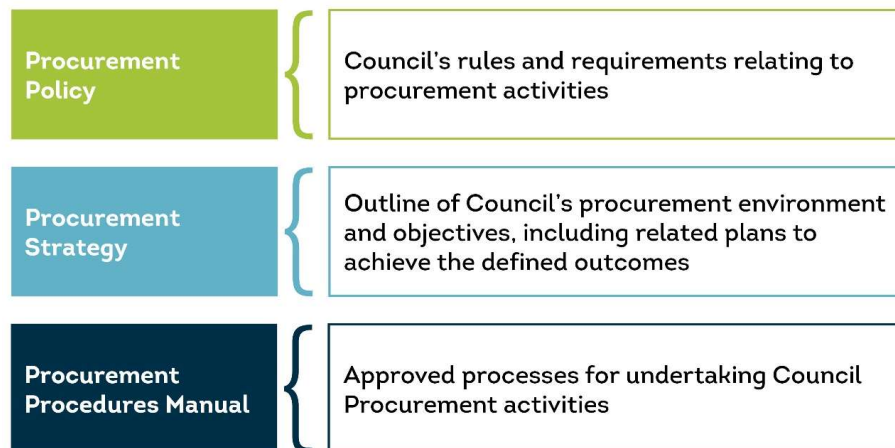 Procurement
Policy
Council's rules and requirements relating to
procurement activities
Procurement
Strategy
Outline of Council's procurement environment
and objectives, including related plans to
achieve the defined outcomes
Procurement
Procedures Manual
Approved processes for undertaking Council
Procurement activities